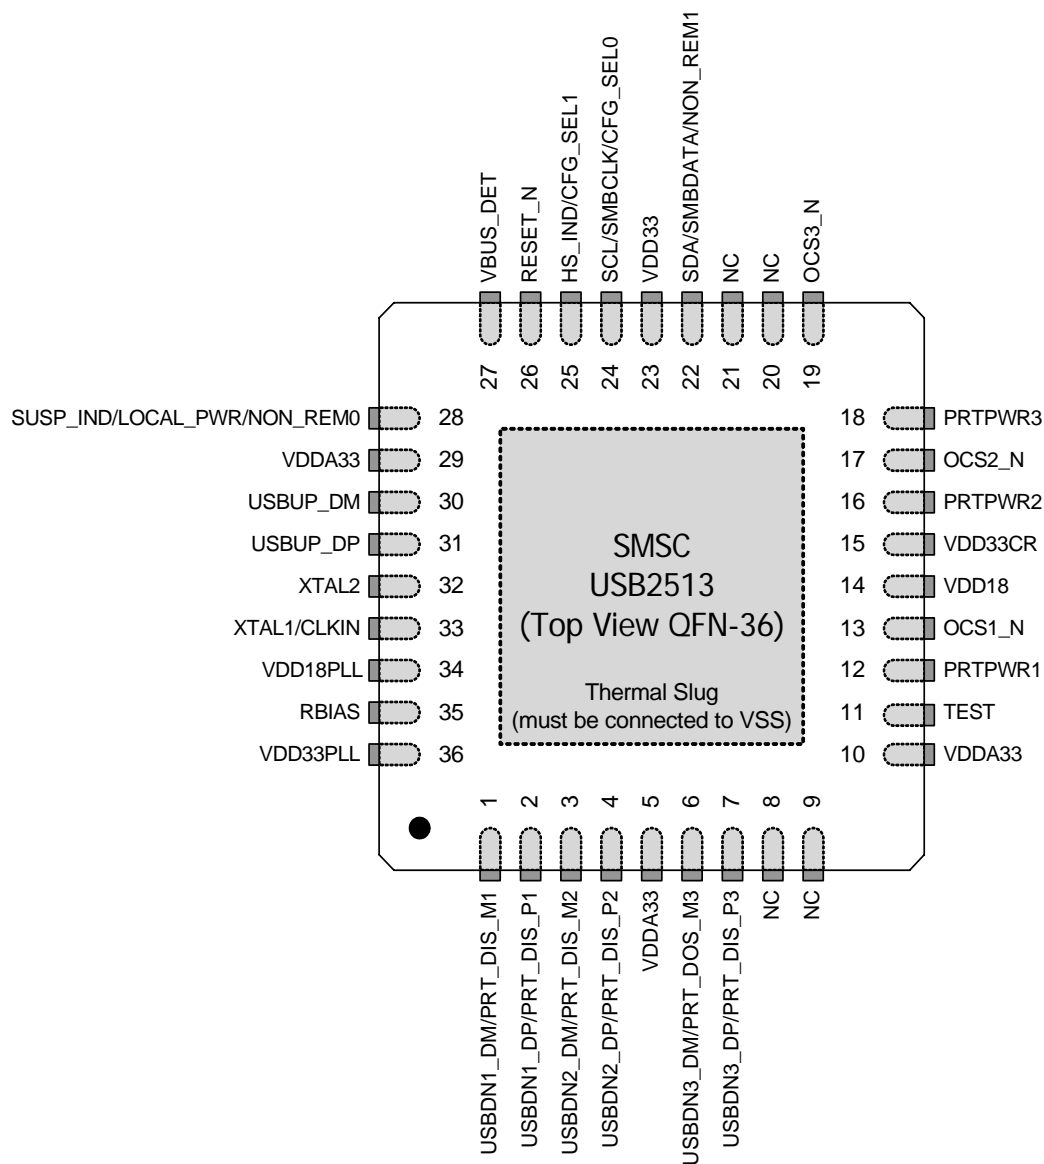 VBUS_DET
RESET_N
HS_IND/CFG_SEL1
SCL/SMBCLK/CFG_SEL0
VDD33
SDA/SMBDATA/NON_REM1
NC
NC
OCS3_N
27
26
25
24
23
22
21
20
19
SUSP_IND/LOCAL_PWR/NON_REM0 28
VDDA33 29
USBUP_DM 30
USBUP_DP 31
XTAL2 32
XTAL1/CLKIN 33
VDD18PLL 34
RBIAS 35
VDD33PLL 36
SMSC
USB2513
(Top View QFN-36)
Thermal Slug
(must be connected to VSS)
18 PRTPWR3
17 OCS2_N
16 PRTPWR2
15 VDD33CR
14 VDD18
13 OCS1_N
12 PRTPWR1
11 TEST
10 VDDA33
1
2
3
4
5
6
7
8
9
USBDN1_DM/PRT_DIS_M1
USBDN1_DP/PRT_DIS_P1
USBDN2_DM/PRT_DIS_M2
USBDN2_DP/PRT_DIS_P2
VDDA33
USBDN3_DM/PRT_DOS_M3
USBDN3_DP/PRT_DIS_P3
NC
NC